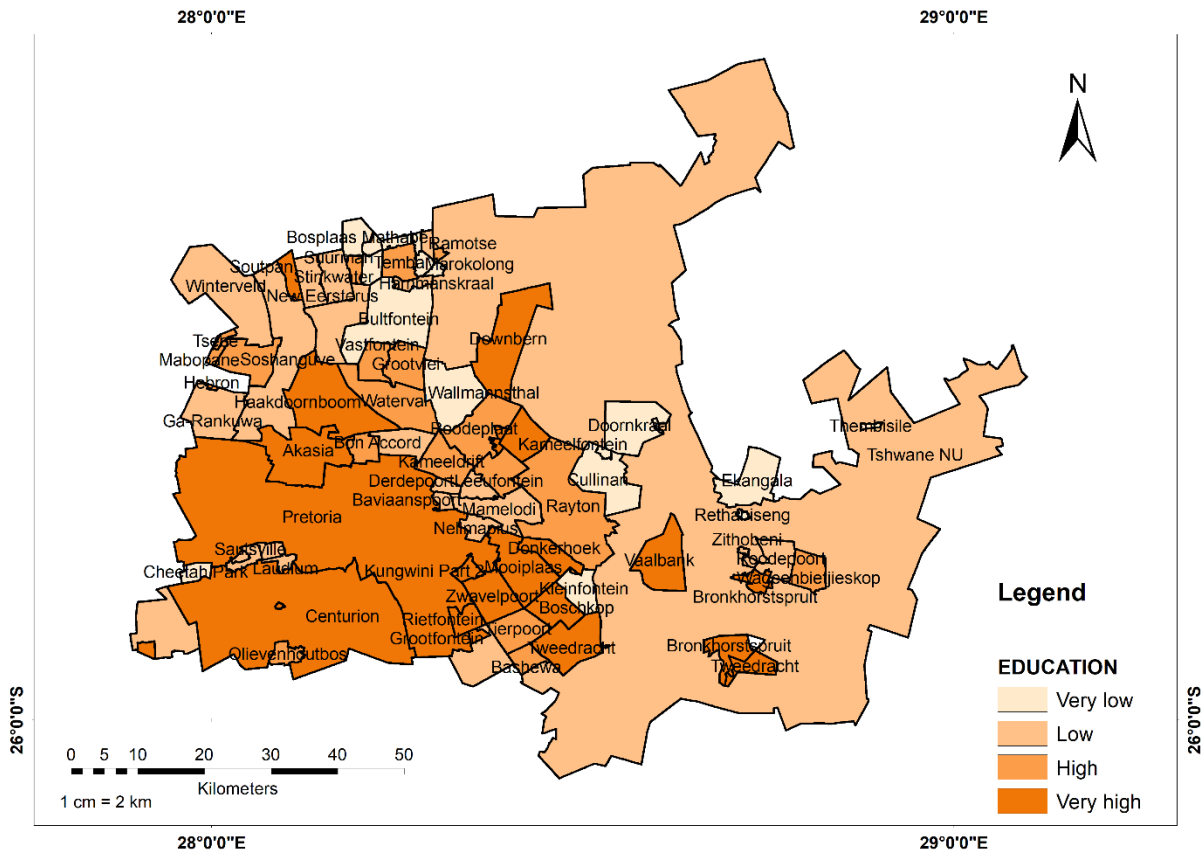 28°0'0"E
29°0'0"E
N
Bosplaas
Mathabe
Ramotse
Suurman
Temba
Marokolong
Soutpan
Stinkwater
Winterveld
Hammanskraal
New Eersterus
Bultfontein
Downbern
Tsebe
Vastfontein
Mabopane
Soshanguve
Grootvlei
Hebron
Wallmannsthal
Haakdoornboom
Waterval
Ga-Rankuwa
Roodeplaat
Doornkraal
Thembisile
Akasia
Bon Accord
Kameelfontein
Tshwane NU
Kameeldrift
Derdepoort
Leeufontein
Cullinan
Ekangala
Baviaanspoort
Mamelodi
Rayton
Pretoria
Rethabiseng
Nellmapius
Zithobeni
Saulsville
Donkerhoek
Vaalbank
Roodepoort
Cheetah Park
Laudium
Kungwini Part 2
Mooiplaas
Wagenbietjieskop
Kleinfontein
Zwavelpoort
Boschkop
Bronkhorstspruit
Centurion
Rietfontein
Grootfontein
Tierpoort
Olievenhoutbos
Tweedracht
Bronkhorstspruit
Bashewa
Tweedracht
Legend
EDUCATION
Very low
Low
High
Very high
26°0'0"S
26°0'0"S
0 5 10 20 30 40 50
Kilometers
1 cm = 2 km
28°0'0"E
29°0'0"E